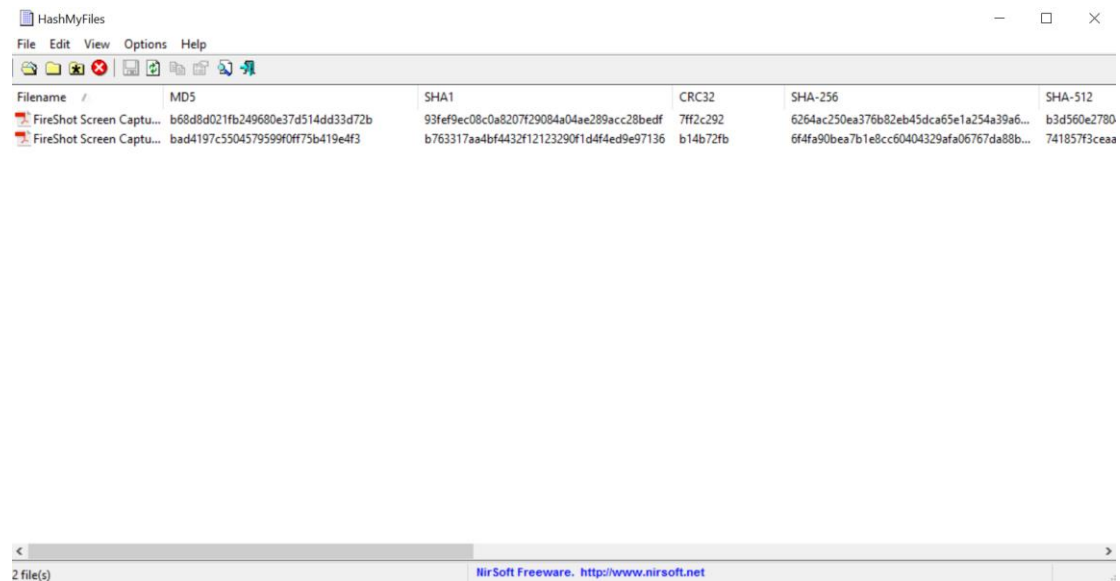 HashMyFiles
File Edit View Options Help
Filename / MD5 SHA1 CRC32 SHA-256 SHA-512
FireShot Screen Captu... b68d8d021fb249680e37d514dd33d72b 93fef9ec08c0a8207f29084a04ae289acc28bedf 7ff2c292 6264ac250ea376b82eb45dca65e1a254a39a6... b3d560e2780
FireShot Screen Captu... bad4197c5504579599f0ff75b419e4f3 b763317aa4bf4432f12123290f1d4f4ed9e97136 b14b72fb 6f4fa90bea7b1e8cc60404329afa06767da88b... 741857f3ceaa
2 file(s) NirSoft Freeware. http://www.nirsoft.net